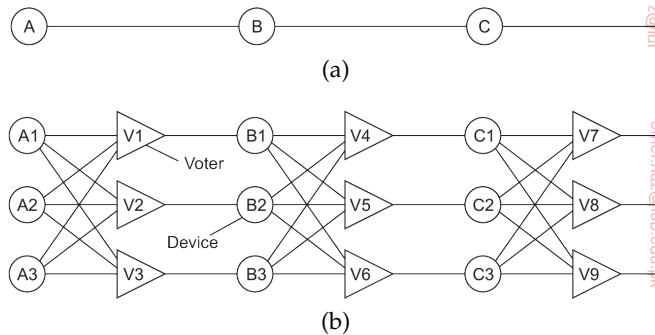 A B C
(a)
A1 V1 B1 V4 C1 V7
Voter
A2 V2 B2 V5 C2 V8
Device
A3 V3 B3 V6 C3 V9
(b)